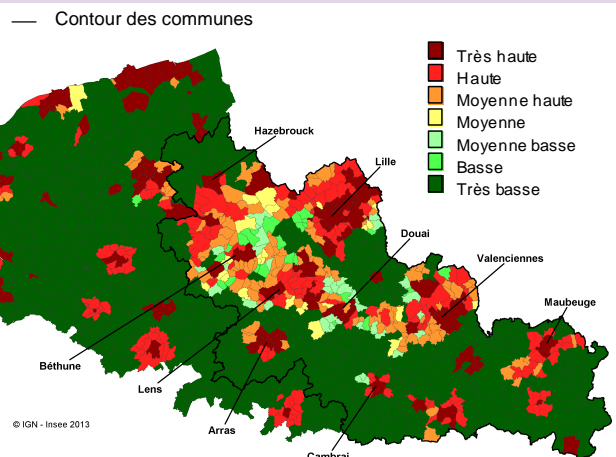 Contour des communes
Très haute
Haute
Moyenne haute
Moyenne
Moyenne basse
Basse
Très basse
Hazebrouck
Lille
Douai
Valenciennes
Maubeuge
Béthune
Lens
Arras
Cambrai
© IGN - Insee 2013